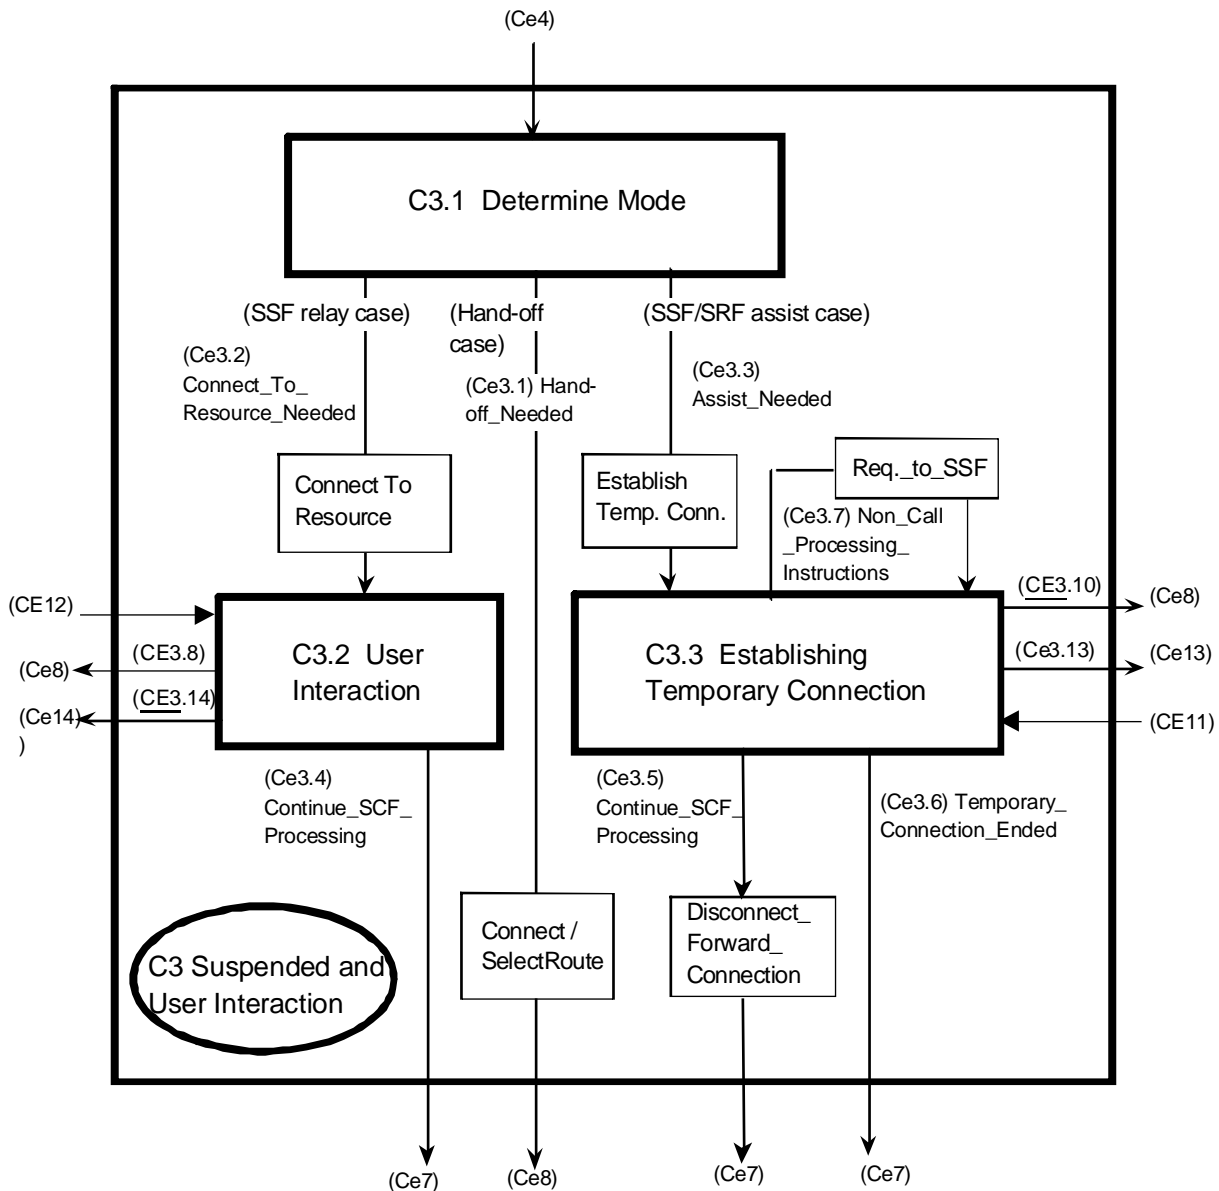 (Ce4)
C3.1 Determine Mode
(SSF relay case)
(Hand-off
case)
(SSF/SRF assist case)
(Ce3.2)
Connect_To_
Resource_Needed
(Ce3.1) Hand-
off_Needed
(Ce3.3)
Assist_Needed
Connect To
Resource
Establish
Temp. Conn.
Req._to_SSF
(Ce3.7) Non_Call
_Processing_
Instructions
(CE12)
(CE3.8)
(Ce8)
(CE3.14)
(Ce14)
)
C3.2 User
Interaction
C3.3 Establishing
Temporary Connection
(CE3.10)
(Ce8)
(Ce3.13)
(Ce13)
(CE11)
(Ce3.4)
Continue_SCF_
Processing
(Ce3.5)
Continue_SCF_
Processing
(Ce3.6) Temporary_
Connection_Ended
C3 Suspended and
User Interaction
Connect /
SelectRoute
Disconnect_
Forward_
Connection
(Ce7)
(Ce8)
(Ce7)
(Ce7)